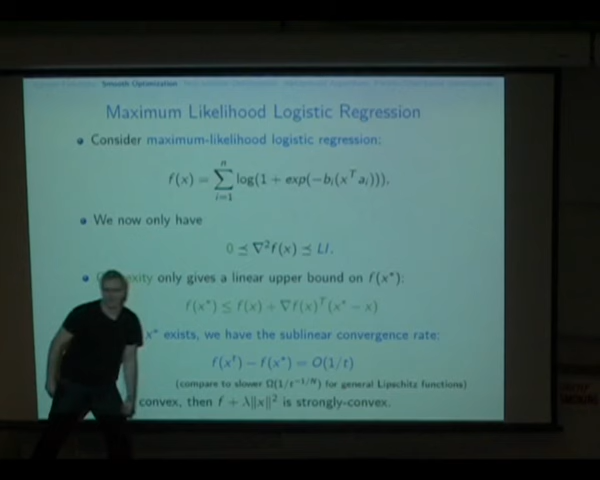 Smooth Optimization
Maximum Likelihood Logistic Regression
Consider maximum-likelihood logistic regression:
f(x) = ∑_{i=1}^{n} log(1 + exp(−b_i(x^T a_i))).
We now only have
0 ⪯ ∇²f(x) ⪯ LI.
only gives a linear upper bound on f(x*):
f(x*) ≤ f(x) + ∇f(x)^T(x* − x)
x* exists, we have the sublinear convergence rate:
f(x^t) − f(x*) = O(1/t)
(compare to slower Ω(1/t^{−1/N}) for general Lipschitz functions)
convex, then f + λ‖x‖² is strongly-convex.